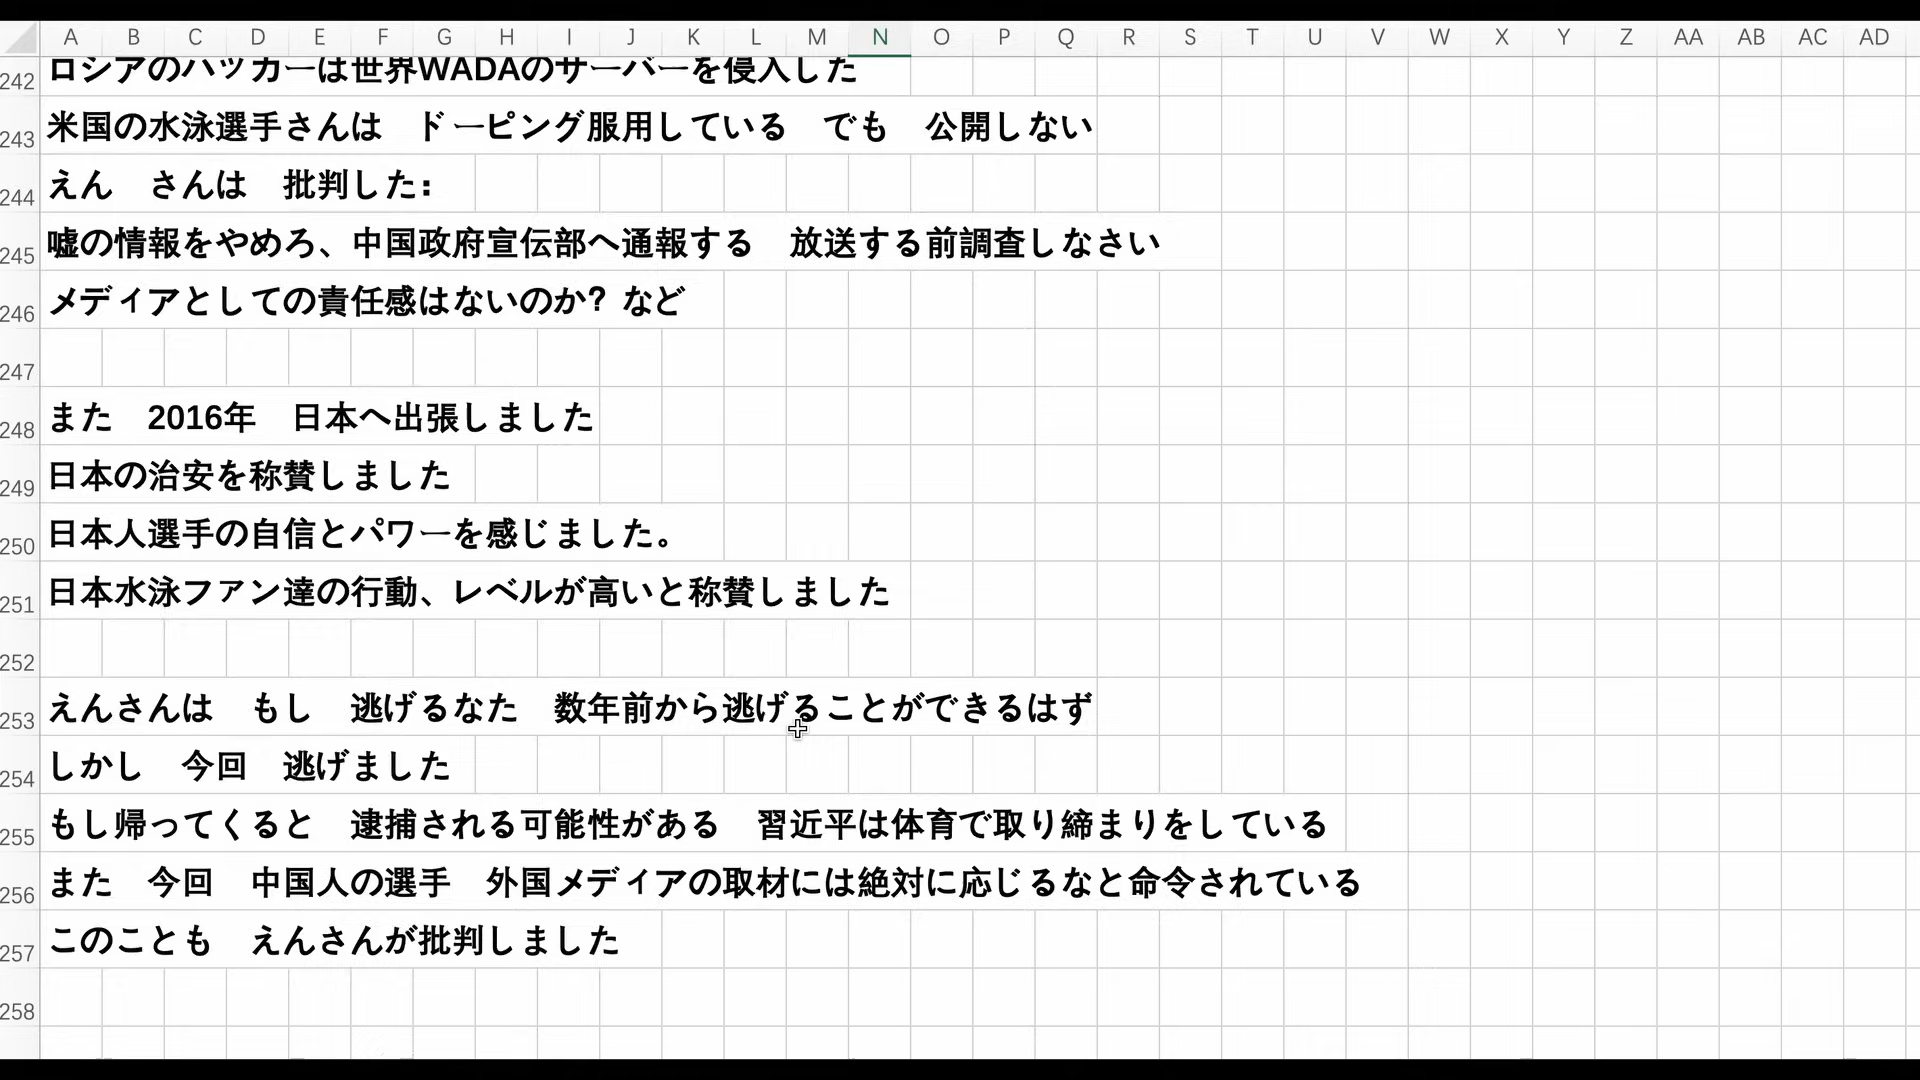 A B C D E F G H I J K L M N O P Q R S T U V W X Y Z AA AB AC AD
242 ロシアのハッカーは世界WADAのサーバーを侵入した
243 米国の水泳選手さんは　ドーピング服用している　でも　公開しない
244 えん　さんは　批判した：
245 嘘の情報をやめろ、中国政府宣伝部へ通報する　放送する前調査しなさい
246 メディアとしての責任感はないのか？など
247
248 また　2016年　日本へ出張しました
249 日本の治安を称賛しました
250 日本人選手の自信とパワーを感じました。
251 日本水泳ファン達の行動、レベルが高いと称賛しました
252
253 えんさんは　もし　逃げるなた　数年前から逃げることができるはず
254 しかし　今回　逃げました
255 もし帰ってくると　逮捕される可能性がある　習近平は体育で取り締まりをしている
256 また　今回　中国人の選手　外国メディアの取材には絶対に応じるなと命令されている
257 このことも　えんさんが批判しました
258